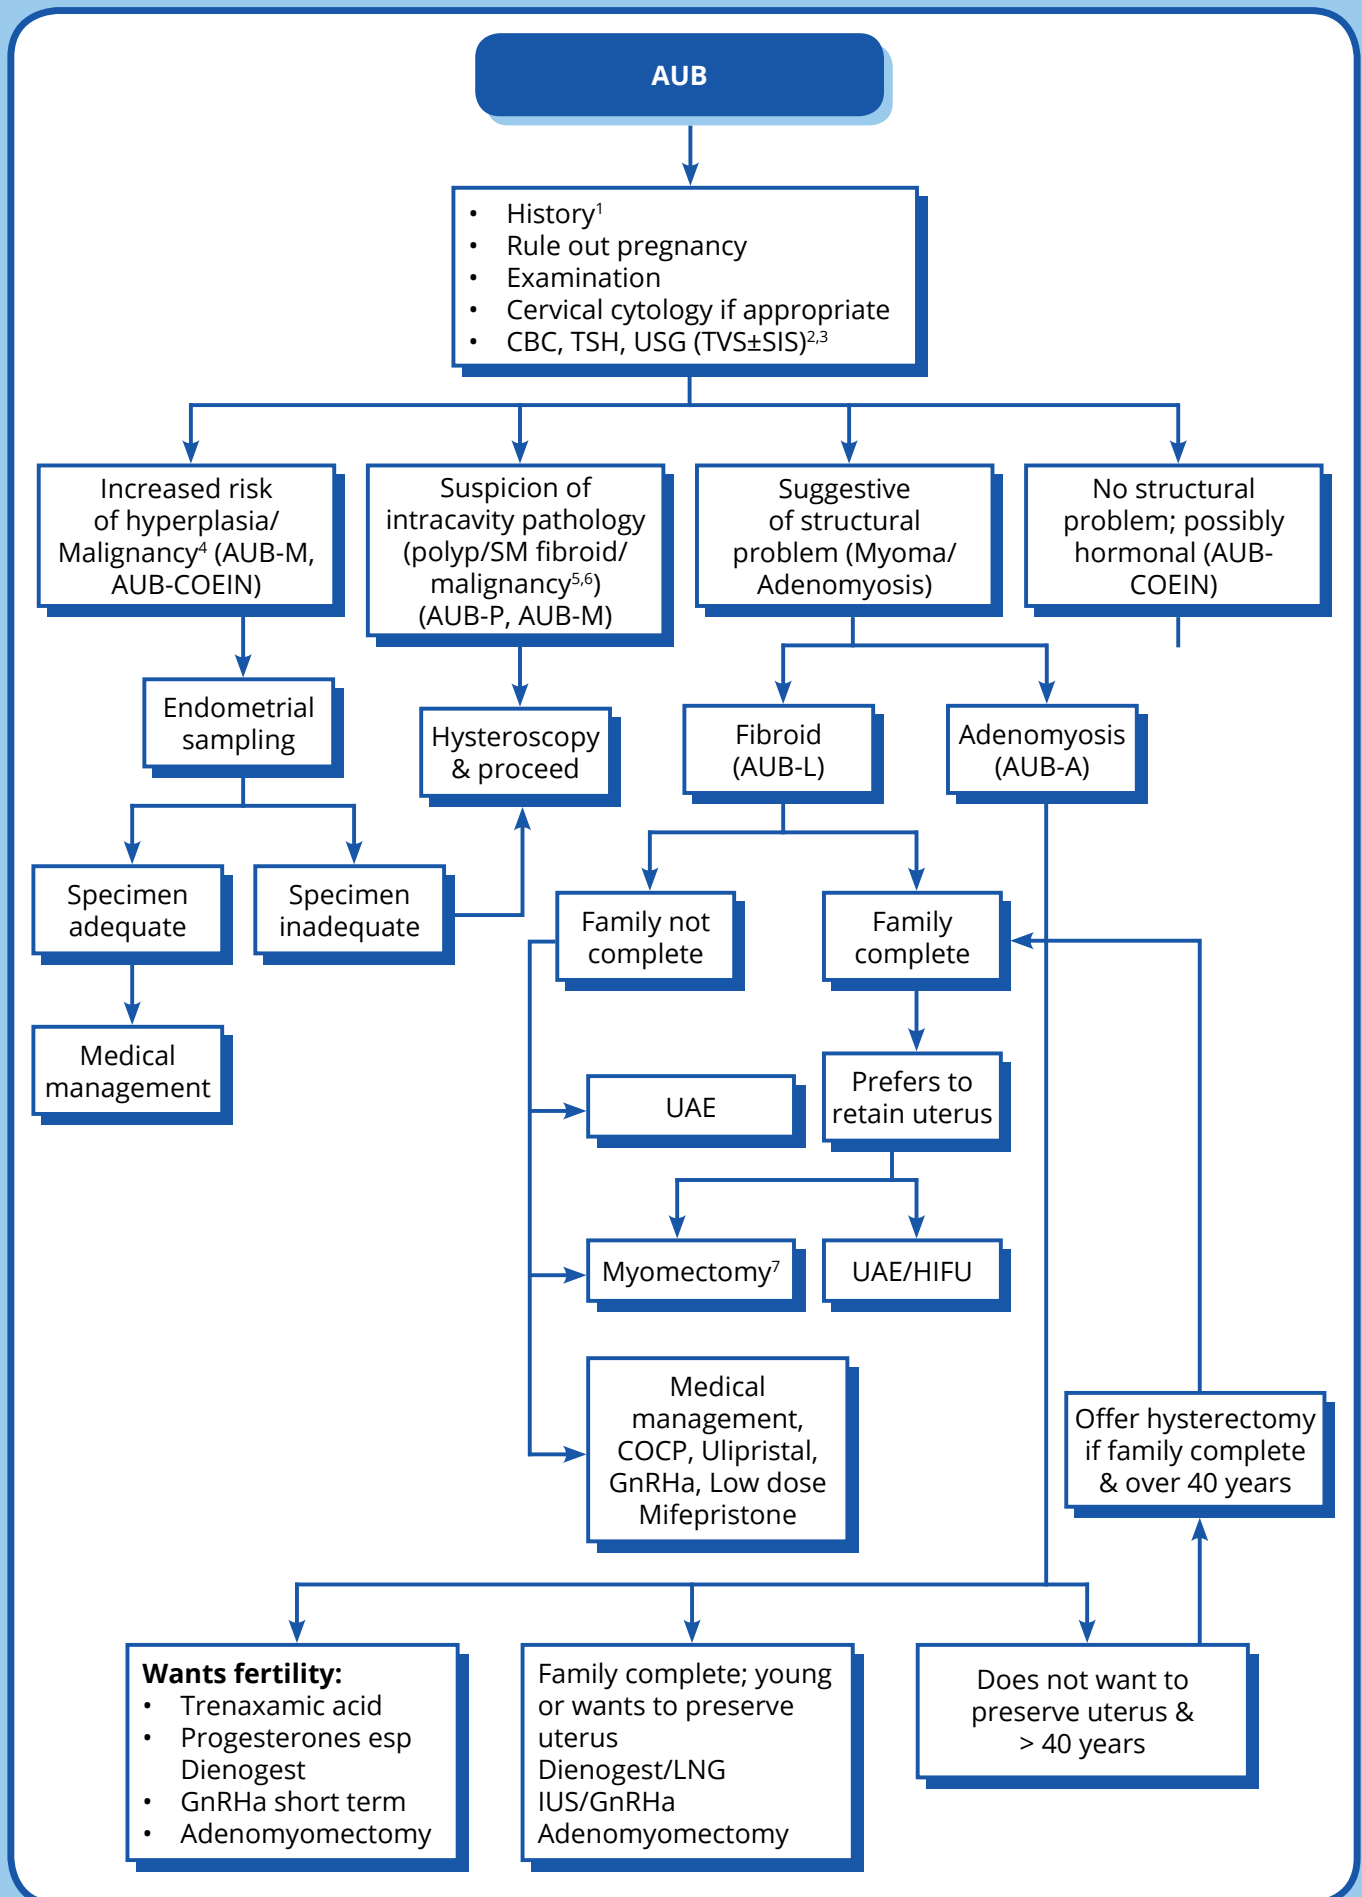 AUB
• History1
• Rule out pregnancy
• Examination
• Cervical cytology if appropriate
• CBC, TSH, USG (TVS±SIS)2,3
Increased risk
of hyperplasia/
Malignancy4 (AUB-M,
AUB-COEIN)
Suspicion of
intracavity pathology
(polyp/SM fibroid/
malignancy5,6)
(AUB-P, AUB-M)
Suggestive
of structural
problem (Myoma/
Adenomyosis)
No structural
problem; possibly
hormonal (AUB-
COEIN)
Endometrial
sampling
Hysteroscopy
& proceed
Fibroid
(AUB-L)
Adenomyosis
(AUB-A)
Specimen
adequate
Specimen
inadequate
Family not
complete
Family
complete
Medical
management
UAE
Prefers to
retain uterus
Myomectomy7
UAE/HIFU
Medical
management,
COCP, Ulipristal,
GnRHa, Low dose
Mifepristone
Offer hysterectomy
if family complete
& over 40 years
Wants fertility:
• Trenaxamic acid
• Progesterones esp
Dienogest
• GnRHa short term
• Adenomyomectomy
Family complete; young
or wants to preserve
uterus
Dienogest/LNG
IUS/GnRHa
Adenomyomectomy
Does not want to
preserve uterus &
> 40 years